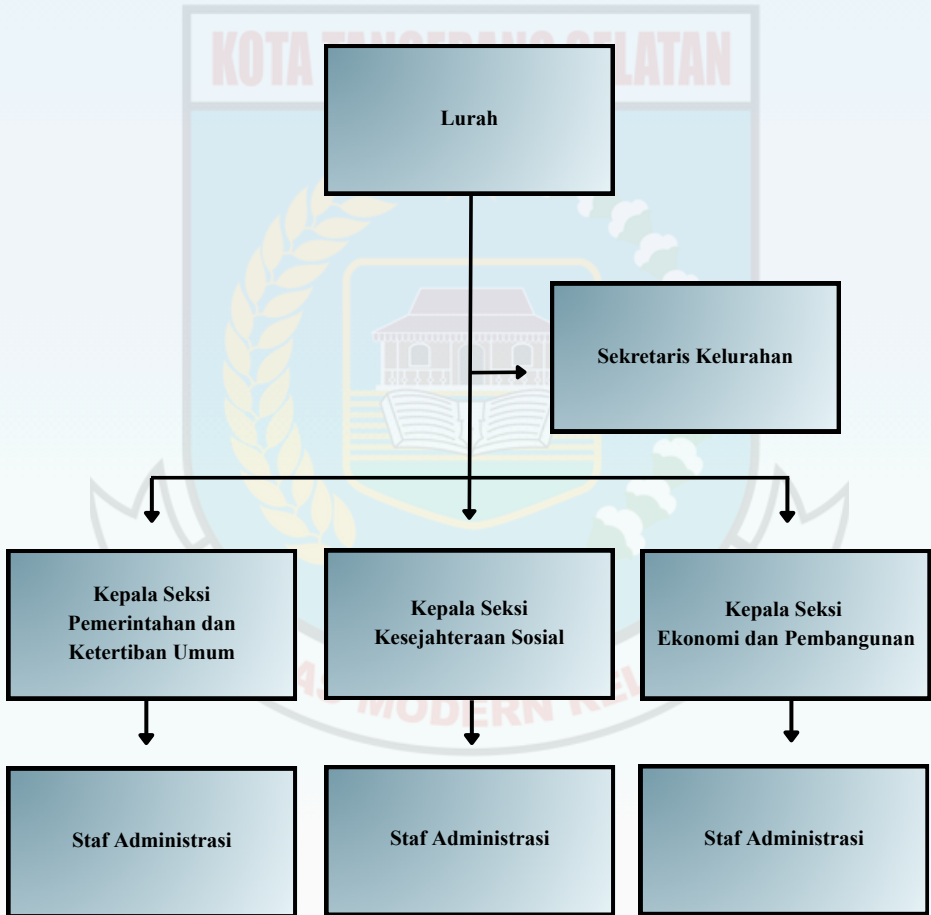 KOTA TANGERANG SELATAN
Lurah
Sekretaris Kelurahan
Kepala Seksi
Pemerintahan dan
Ketertiban Umum
Kepala Seksi
Kesejahteraan Sosial
Kepala Seksi
Ekonomi dan Pembangunan
MODERN
Staf Administrasi
Staf Administrasi
Staf Administrasi